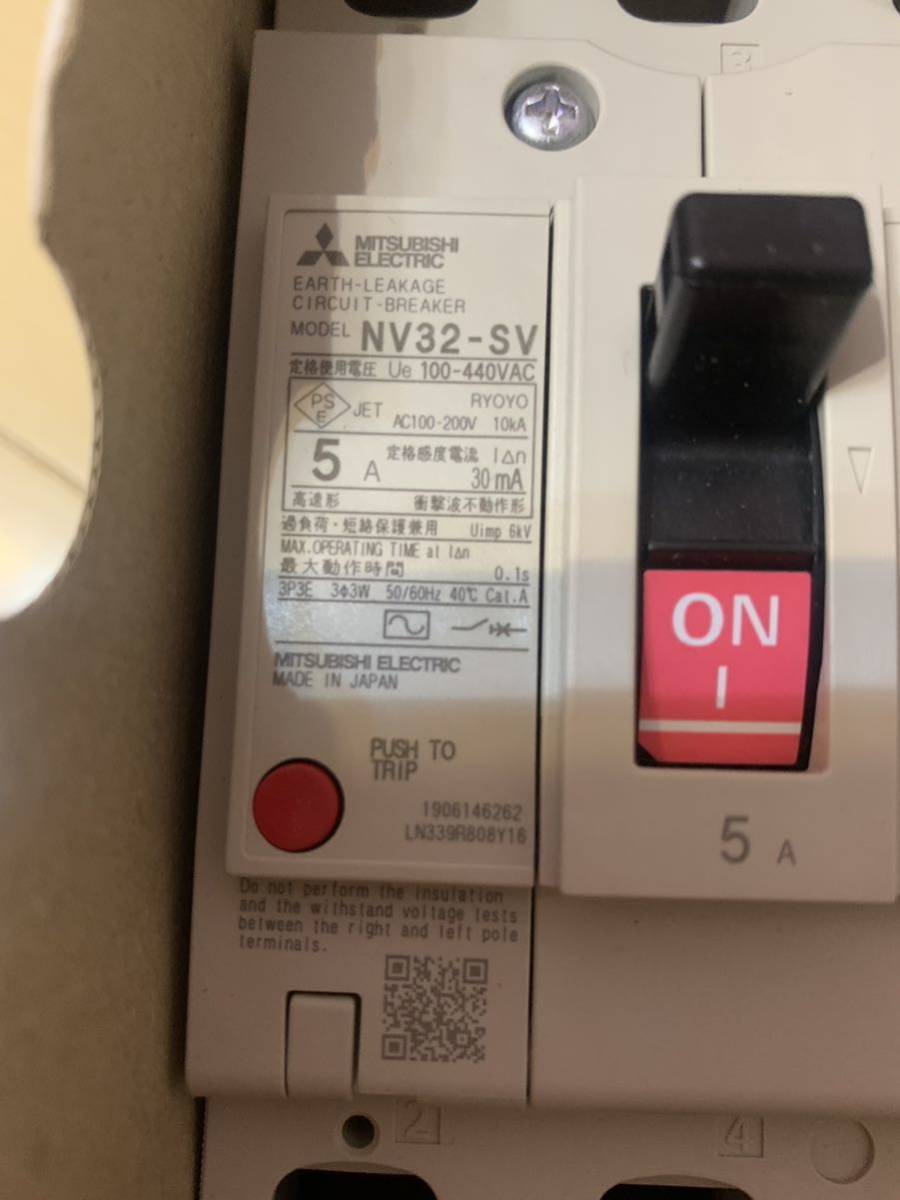 3
MITSUBISHI
ELECTRIC
EARTH-LEAKAGE
CIRCUIT-BREAKER
MODEL NV32-SV
定格使用電圧 Ue 100-440VAC
PS E JET RYOYO
AC100-200V 10kA
5 A 定格感度電流 I△n
30 mA
高速形 衝撃波不動作形
過負荷・短絡保護兼用 Uimp 6kV
MAX.OPERATING TIME at I△n
最大動作時間 0.1s
3P3E 3φ3W 50/60Hz 40℃ Cat.A
MITSUBISHI ELECTRIC
MADE IN JAPAN
PUSH TO
TRIP
1906146262
LN339R808Y16
ON
I
5 A
Do not perform the insulation
and the withstand voltage tests
between the right and left pole
terminals.
2
4